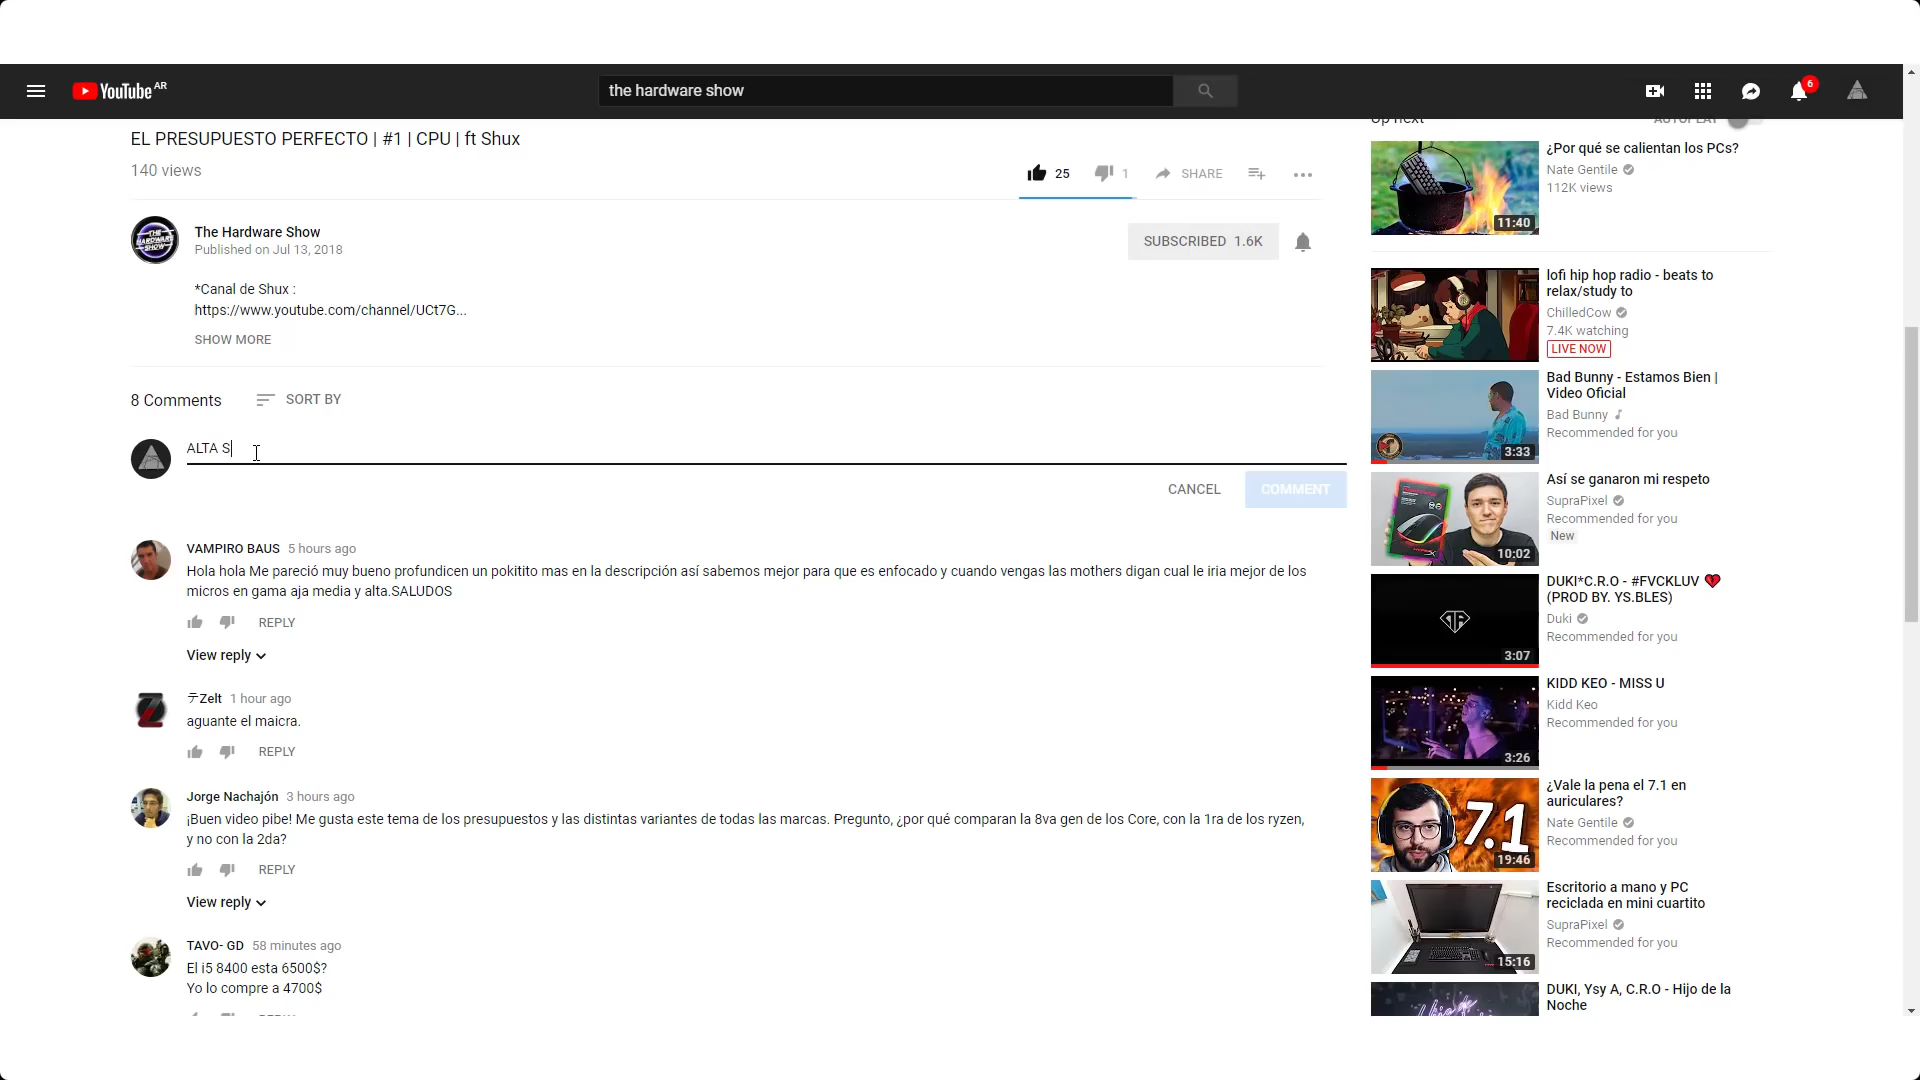 YouTube AR
the hardware show
6
EL PRESUPUESTO PERFECTO | #1 | CPU | ft Shux
140 views
25
1
SHARE
The Hardware Show
Published on Jul 13, 2018
SUBSCRIBED 1.6K
*Canal de Shux :
https://www.youtube.com/channel/UCt7G...
SHOW MORE
8 Comments
SORT BY
ALTA S
CANCEL
COMMENT
VAMPIRO BAUS 5 hours ago
Hola hola Me pareció muy bueno profundicen un pokitito mas en la descripción así sabemos mejor para que es enfocado y cuando vengas las mothers digan cual le iria mejor de los
micros en gama aja media y alta.SALUDOS
REPLY
View reply
テZelt 1 hour ago
aguante el maicra.
REPLY
Jorge Nachajón 3 hours ago
¡Buen video pibe! Me gusta este tema de los presupuestos y las distintas variantes de todas las marcas. Pregunto, ¿por qué comparan la 8va gen de los Core, con la 1ra de los ryzen,
y no con la 2da?
REPLY
View reply
TAVO- GD 58 minutes ago
El i5 8400 esta 6500$?
Yo lo compre a 4700$
Up next
AUTOPLAY
11:40
¿Por qué se calientan los PCs?
Nate Gentile
112K views
lofi hip hop radio - beats to
relax/study to
ChilledCow
7.4K watching
LIVE NOW
3:33
Bad Bunny - Estamos Bien |
Video Oficial
Bad Bunny
Recommended for you
10:02
Así se ganaron mi respeto
SupraPixel
Recommended for you
New
3:07
DUKI*C.R.O - #FVCKLUV 💔
(PROD BY. YS.BLES)
Duki
Recommended for you
3:26
KIDD KEO - MISS U
Kidd Keo
Recommended for you
7.1
19:46
¿Vale la pena el 7.1 en
auriculares?
Nate Gentile
Recommended for you
15:16
Escritorio a mano y PC
reciclada en mini cuartito
SupraPixel
Recommended for you
DUKI, Ysy A, C.R.O - Hijo de la
Noche